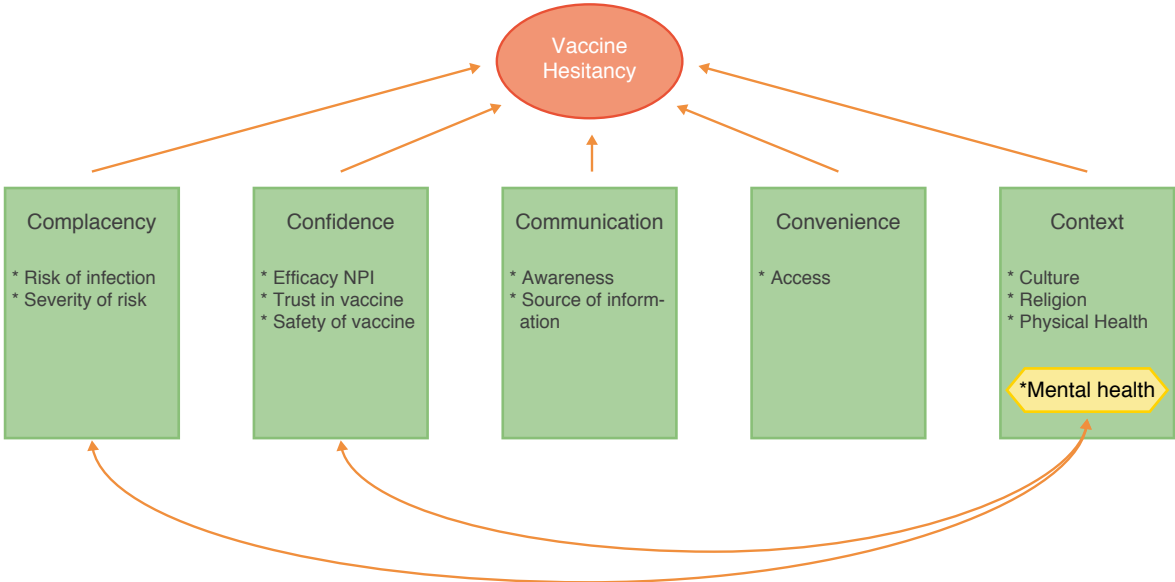 Vaccine
Hesitancy
Complacency
* Risk of infection
* Severity of risk
Confidence
* Efficacy NPI
* Trust in vaccine
* Safety of vaccine
Communication
* Awareness
* Source of inform-
ation
Convenience
* Access
Context
* Culture
* Religion
* Physical Health
*Mental health